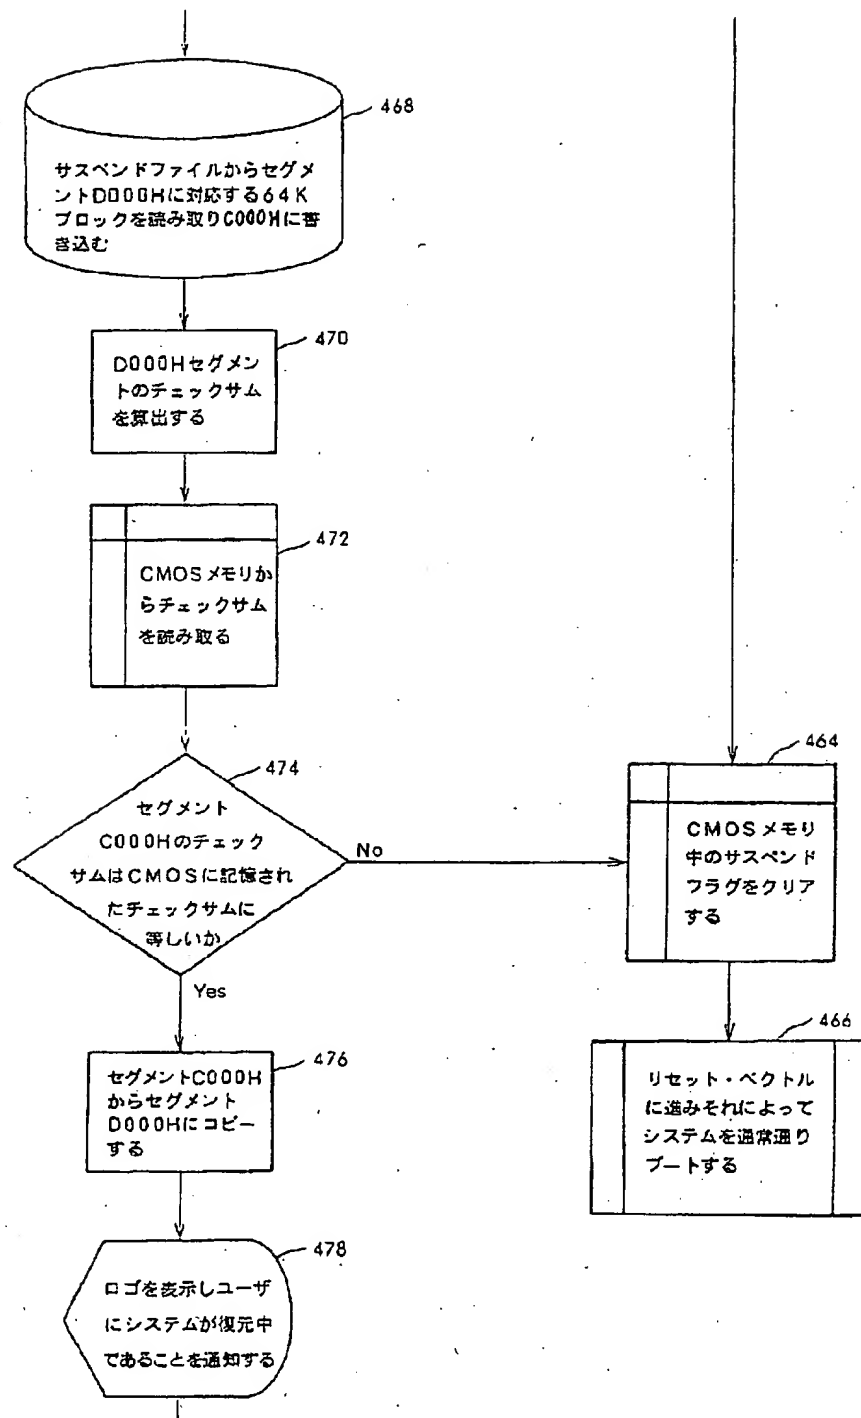 468
サスペンドファイルからセグメ
ントD000Hに対応する64K
ブロックを読み取りC000Hに書
き込む
470
D000Hセグメン
トのチェックサム
を算出する
472
CMOSメモリか
らチェックサム
を読み取る
474
セグメント
C000Hのチェック
サムはCMOSに記憶され
たチェックサムに
等しいか
No
Yes
464
CMOSメモリ
中のサスペンド
フラグをクリア
する
466
リセット・ベクトル
に進みそれによって
システムを通常通り
ブートする
476
セグメントC000H
からセグメント
D000Hにコピー
する
478
ロゴを表示しユーザ
にシステムが復元中
であることを通知する